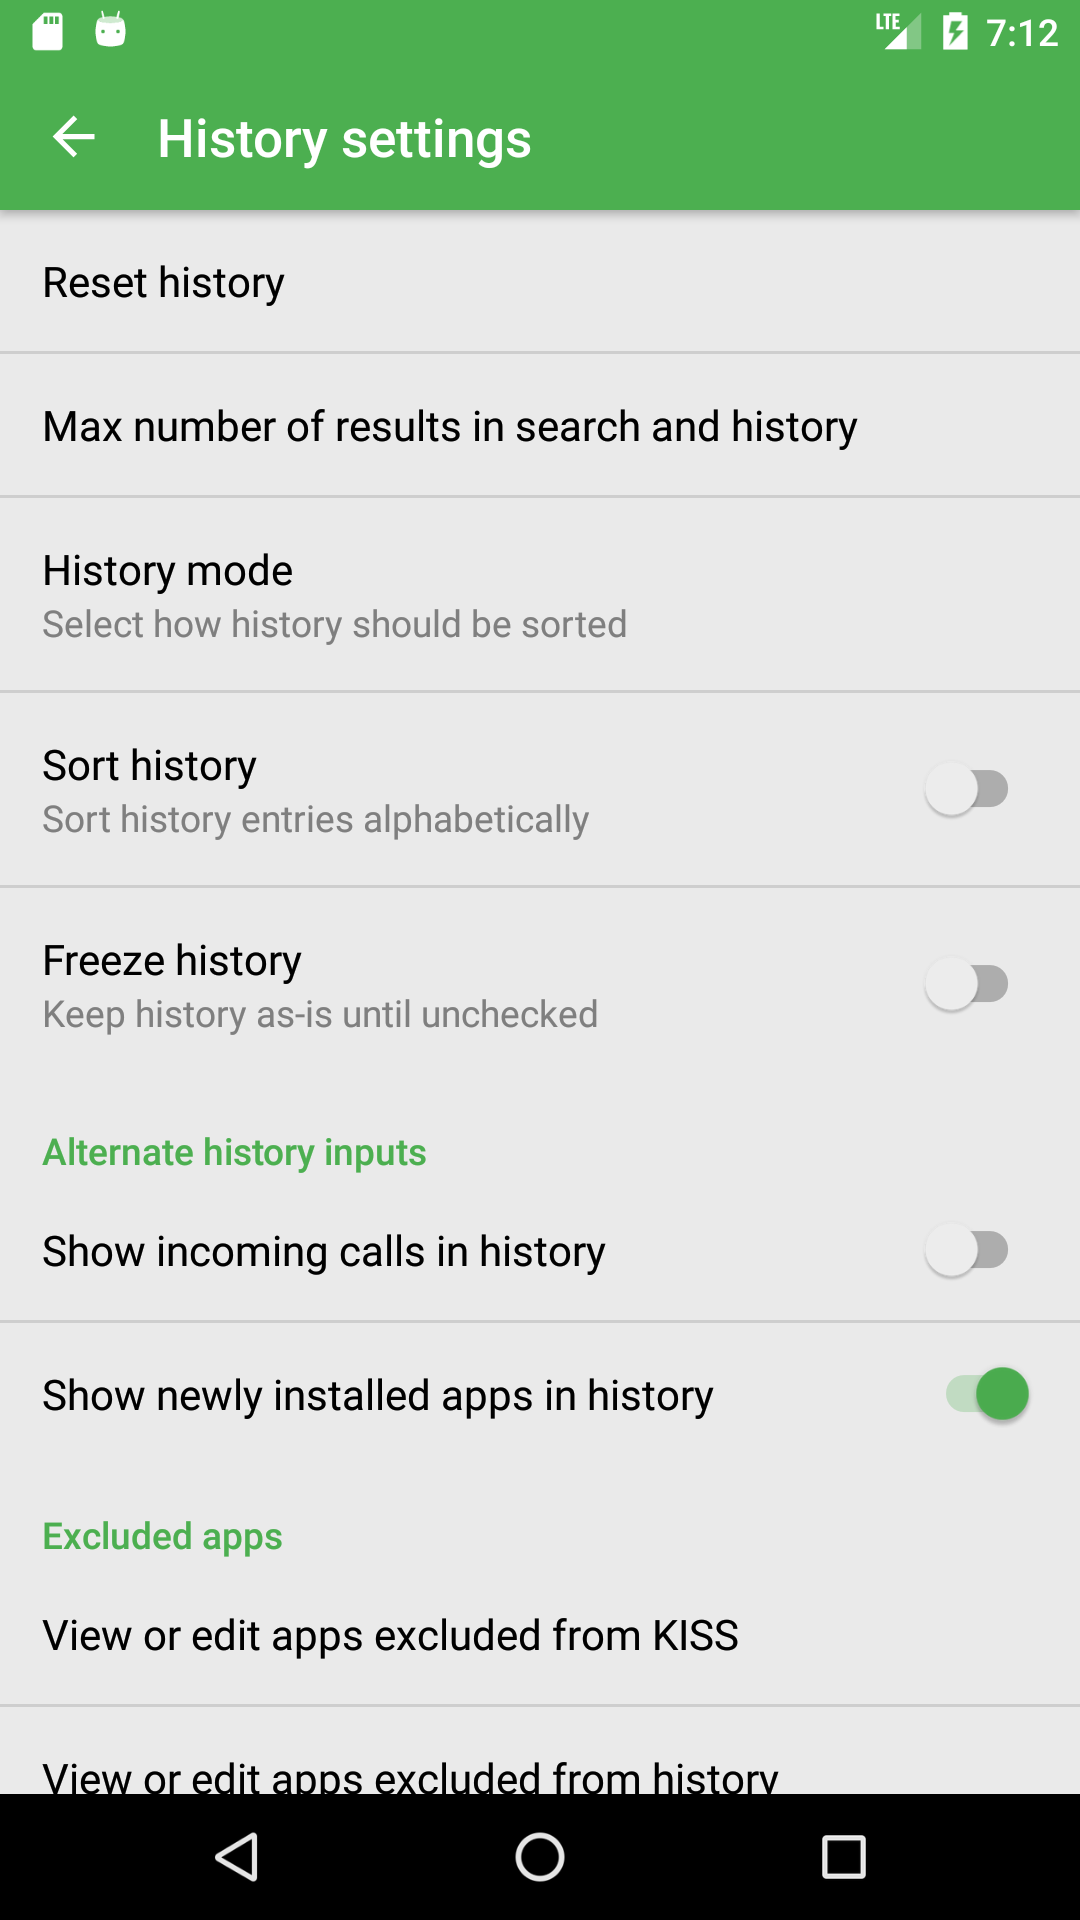 LTE 7:12
History settings
Reset history
Max number of results in search and history
History mode
Select how history should be sorted
Sort history
Sort history entries alphabetically
Freeze history
Keep history as-is until unchecked
Alternate history inputs
Show incoming calls in history
Show newly installed apps in history
Excluded apps
View or edit apps excluded from KISS
View or edit apps excluded from history